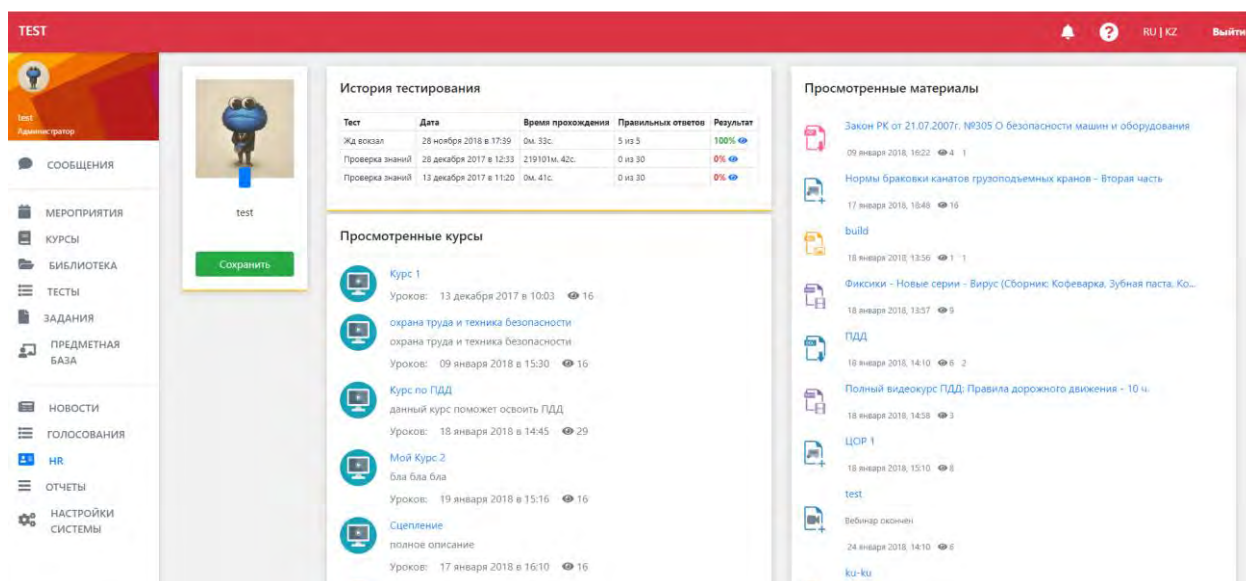 TEST
RU | KZ
Выйти
test
Администратор
СООБЩЕНИЯ
МЕРОПРИЯТИЯ
КУРСЫ
БИБЛИОТЕКА
ТЕСТЫ
ЗАДАНИЯ
ПРЕДМЕТНАЯ
БАЗА
НОВОСТИ
ГОЛОСОВАНИЯ
HR
ОТЧЕТЫ
НАСТРОЙКИ
СИСТЕМЫ
test
Сохранить
История тестирования
Тест Дата Время прохождения Правильных ответов Результат
Жд вокзал 28 ноября 2018 в 17:39 0м. 33с. 5 из 5 100%
Проверка знаний 28 декабря 2017 в 12:33 219101м. 42с. 0 из 30 0%
Проверка знаний 13 декабря 2017 в 11:20 0м. 41с. 0 из 30 0%
Просмотренные курсы
Курс 1
Уроков: 13 декабря 2017 в 10:03 16
охрана труда и техника безопасности
охрана труда и техника безопасности
Уроков: 09 января 2018 в 15:30 16
Курс по ПДД
данный курс поможет освоить ПДД
Уроков: 18 января 2018 в 14:45 29
Мой Курс 2
бла бла бла
Уроков: 19 января 2018 в 15:16 16
Сцепление
полное описание
Уроков: 17 января 2018 в 16:10 16
Просмотренные материалы
Закон РК от 21.07.2007г. №305 О безопасности машин и оборудования
09 января 2018, 16:22 4 1
Нормы браковки канатов грузоподъемных кранов - Вторая часть
17 января 2018, 16:48 16
build
18 января 2018, 13:56 1 1
Фиксики - Новые серии - Вирус (Сборник: Кофеварка, Зубная паста, Ко...
18 января 2018, 13:57 9
ПДД
18 января 2018, 14:10 6 2
Полный видеокурс ПДД: Правила дорожного движения - 10 ч.
18 января 2018, 14:58 3
ЦОР 1
18 января 2018, 15:10 8
test
Вебинар окончен
24 января 2018, 14:10 6
ku-ku